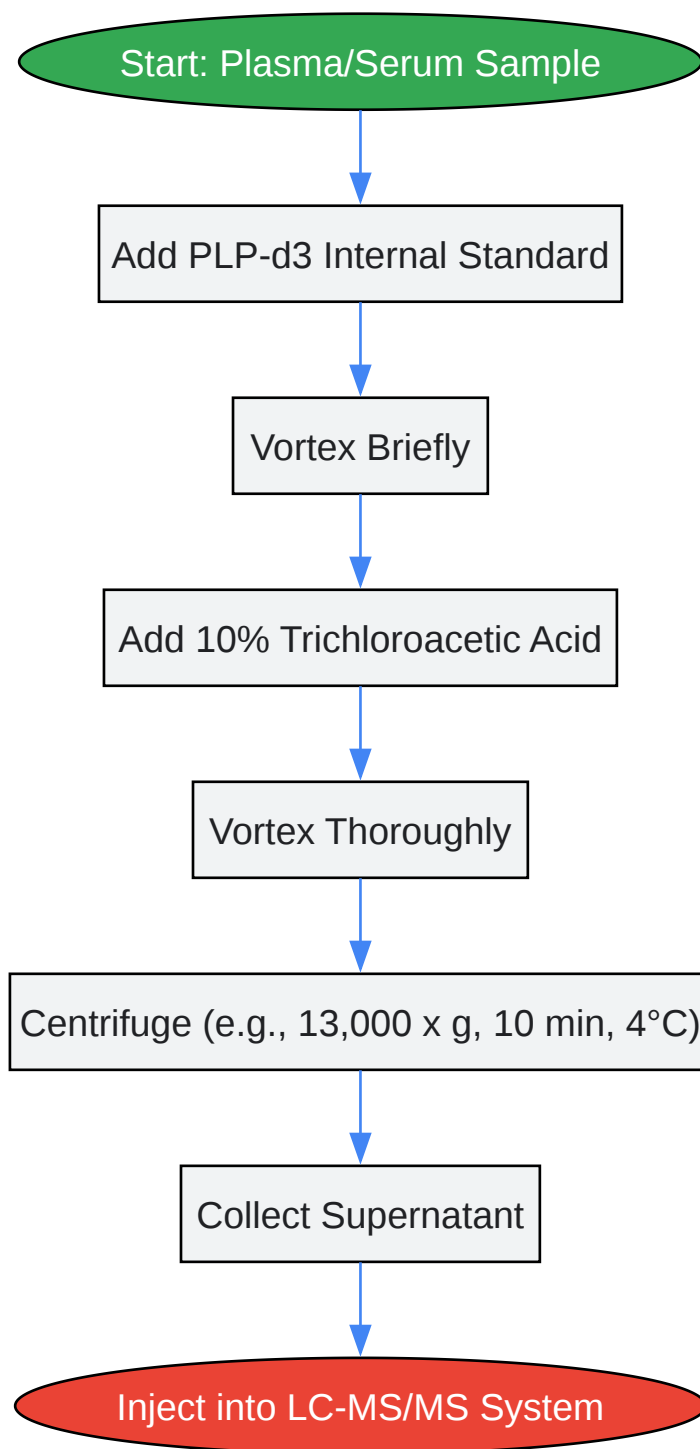 Start: Plasma/Serum Sample
Add PLP-d3 Internal Standard
Vortex Briefly
Add 10% Trichloroacetic Acid
Vortex Thoroughly
Centrifuge (e.g., 13,000 x g, 10 min, 4°C)
Collect Supernatant
Inject into LC-MS/MS System